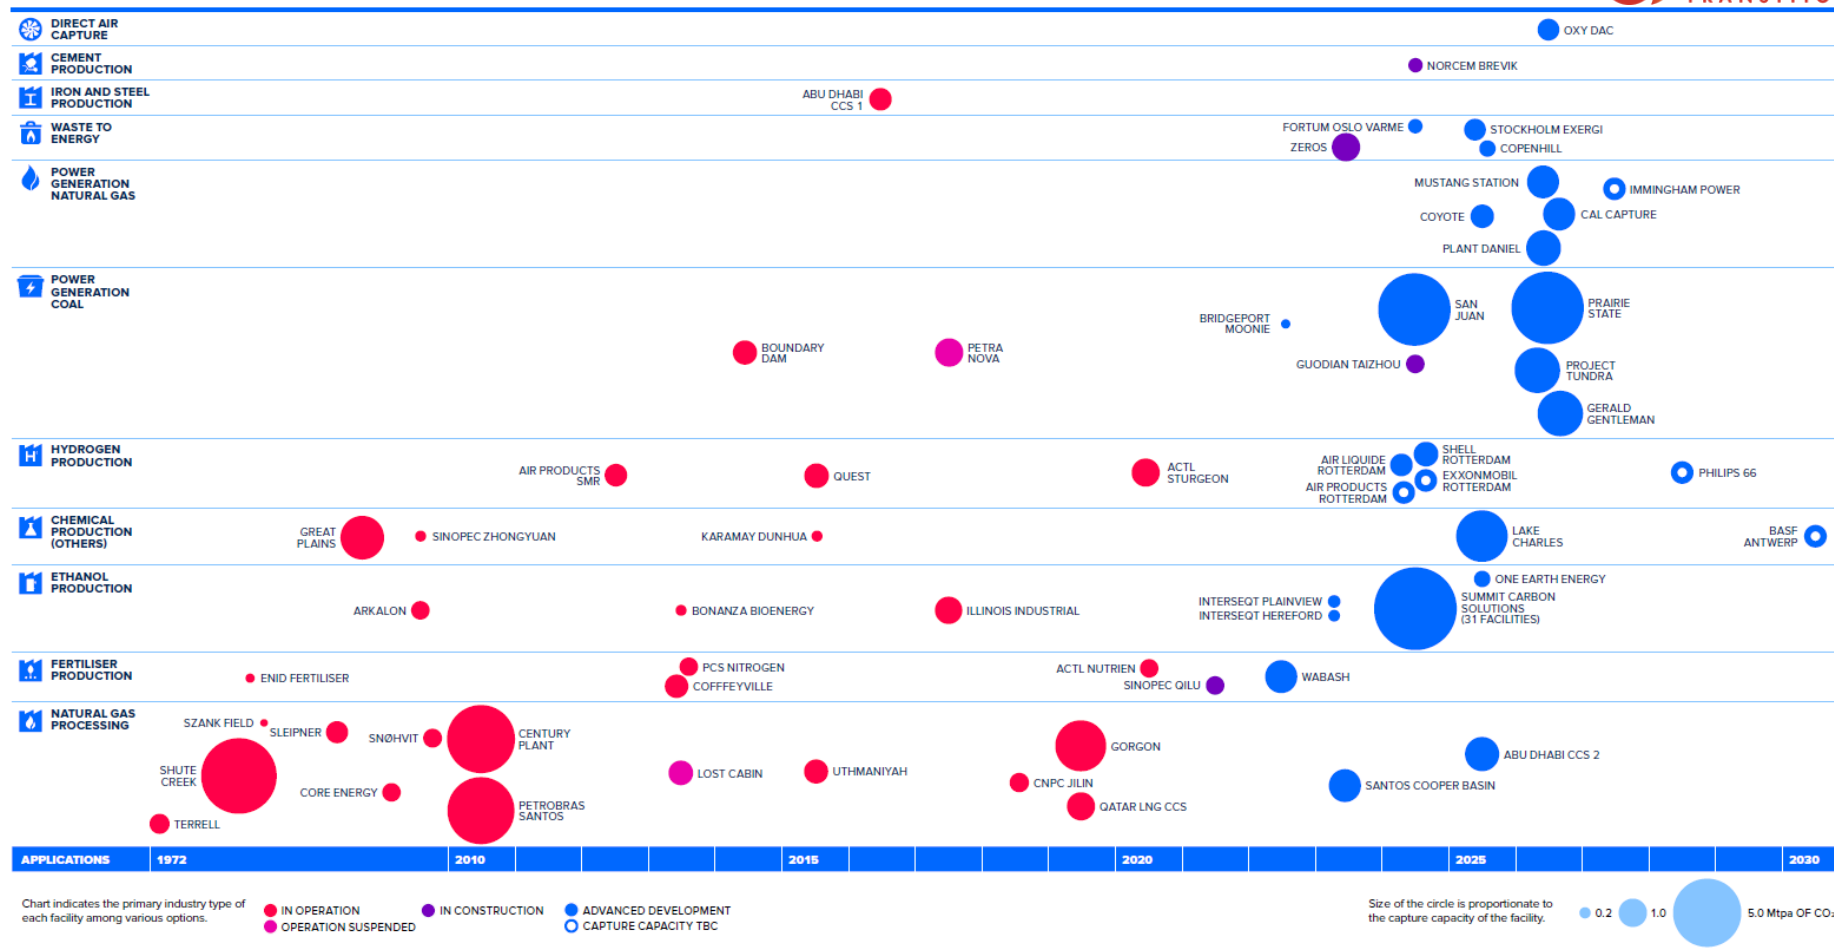 DIRECT AIR
CAPTURE
OXY DAC
CEMENT
PRODUCTION
NORCEM BREVIK
IRON AND STEEL
PRODUCTION
ABU DHABI
CCS 1
WASTE TO
ENERGY
FORTUM OSLO VARME
STOCKHOLM EXERGI
ZEROS
COPENHILL
POWER
GENERATION
NATURAL GAS
MUSTANG STATION
IMMINGHAM POWER
COYOTE
CAL CAPTURE
PLANT DANIEL
POWER
GENERATION
COAL
BRIDGEPORT
MOONIE
SAN
JUAN
PRAIRIE
STATE
BOUNDARY
DAM
PETRA
NOVA
GUODIAN TAIZHOU
PROJECT
TUNDRA
GERALD
GENTLEMAN
HYDROGEN
PRODUCTION
AIR PRODUCTS
SMR
QUEST
ACTL
STURGEON
AIR LIQUIDE
ROTTERDAM
SHELL
ROTTERDAM
AIR PRODUCTS
ROTTERDAM
EXXONMOBIL
ROTTERDAM
PHILIPS 66
CHEMICAL
PRODUCTION
(OTHERS)
GREAT
PLAINS
SINOPEC ZHONGYUAN
KARAMAY DUNHUA
LAKE
CHARLES
BASF
ANTWERP
ETHANOL
PRODUCTION
ARKALON
BONANZA BIOENERGY
ILLINOIS INDUSTRIAL
INTERSEQT PLAINVIEW
INTERSEQT HEREFORD
ONE EARTH ENERGY
SUMMIT CARBON
SOLUTIONS
(31 FACILITIES)
FERTILISER
PRODUCTION
ENID FERTILISER
PCS NITROGEN
COFFFEYVILLE
ACTL NUTRIEN
SINOPEC QILU
WABASH
NATURAL GAS
PROCESSING
SZANK FIELD
SLEIPNER
SNØHVIT
CENTURY
PLANT
GORGON
SHUTE
CREEK
LOST CABIN
UTHMANIYAH
CNPC JILIN
ABU DHABI CCS 2
CORE ENERGY
PETROBRAS
SANTOS
QATAR LNG CCS
SANTOS COOPER BASIN
TERRELL
APPLICATIONS 1972 2010 2015 2020 2025 2030
Chart indicates the primary industry type of
each facility among various options.
IN OPERATION
OPERATION SUSPENDED
IN CONSTRUCTION
ADVANCED DEVELOPMENT
CAPTURE CAPACITY TBC
Size of the circle is proportionate to
the capture capacity of the facility.
0.2 1.0 5.0 Mtpa OF CO₂